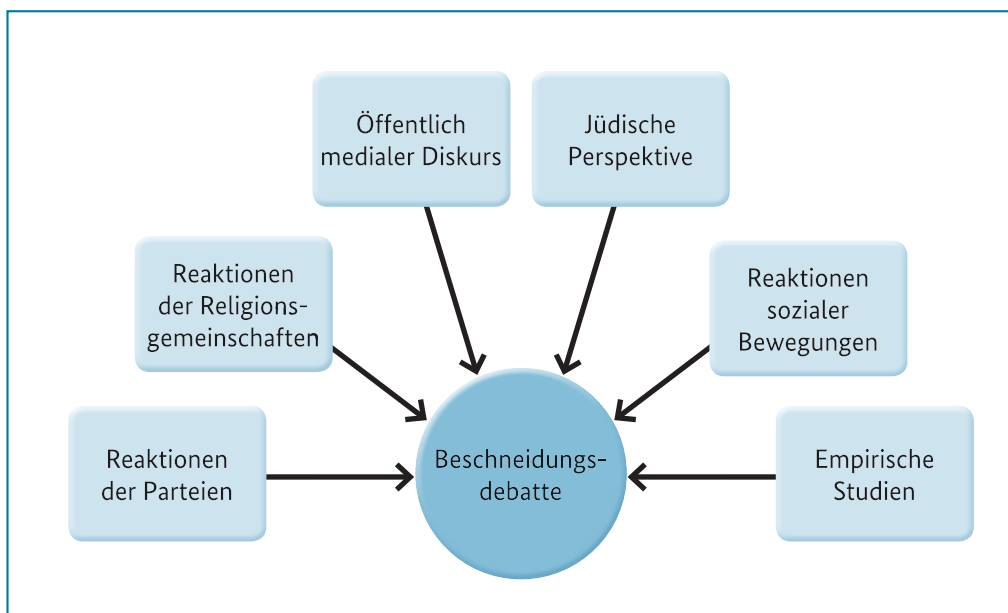 Öffentlich
medialer Diskurs
Jüdische
Perspektive
Reaktionen
der Religions-
gemeinschaften
Reaktionen
sozialer
Bewegungen
Reaktionen
der Parteien
Beschneidungs-
debatte
Empirische
Studien